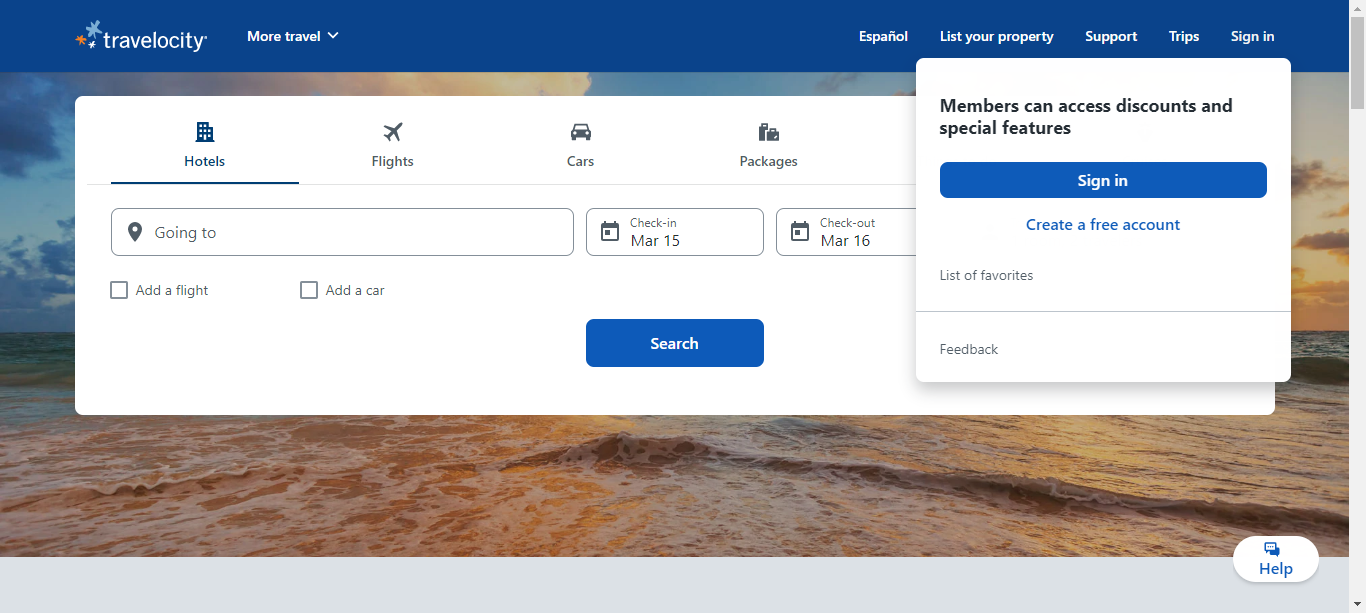 travelocity
More travel
Español
List your property
Support
Trips
Sign in
Members can access discounts and
special features
Sign in
Create a free account
List of favorites
Feedback
Hotels
Flights
Cars
Packages
Going to
Check-in
Mar 15
Check-out
Mar 16
Add a flight
Add a car
Search
Help